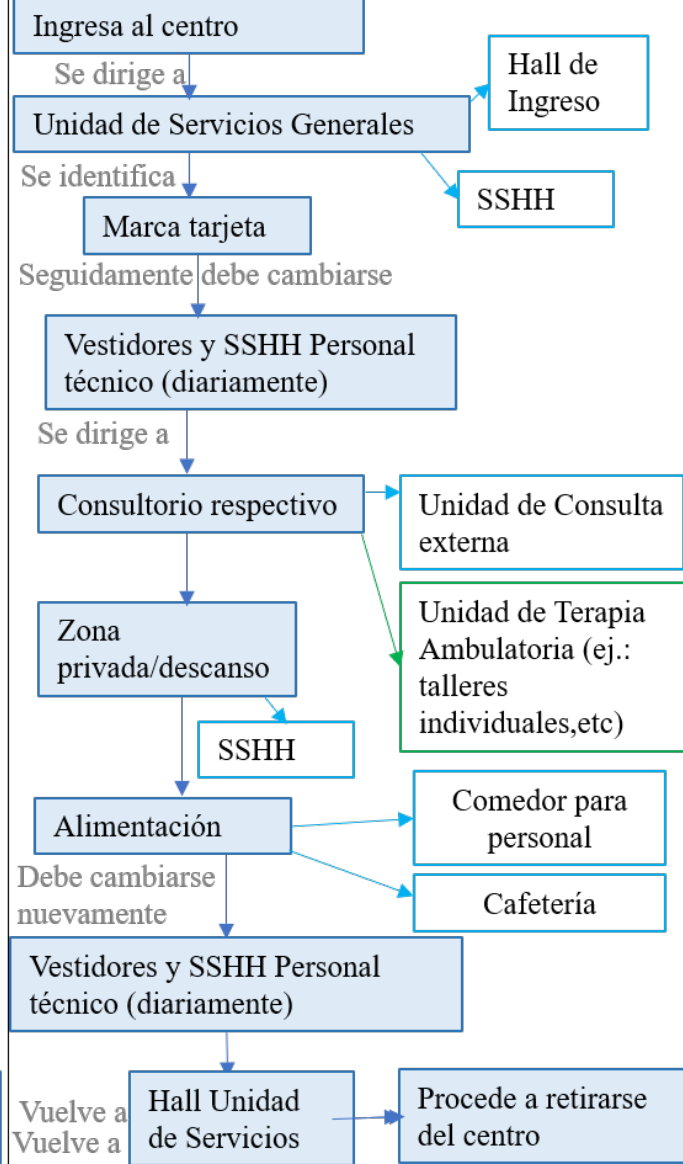 Ingresa al centro
Se dirige a
Hall de
Ingreso
Unidad de Servicios Generales
Se identifica
SSHH
Marca tarjeta
Seguidamente debe cambiarse
Vestidores y SSHH Personal
técnico (diariamente)
Se dirige a
Consultorio respectivo
Unidad de Consulta
externa
Unidad de Terapia
Ambulatoria (ej.:
talleres
individuales,etc)
Zona
privada/descanso
SSHH
Alimentación
Comedor para
personal
Cafetería
Debe cambiarse
nuevamente
Vestidores y SSHH Personal
técnico (diariamente)
Vuelve a
Vuelve a
Hall Unidad
de Servicios
Procede a retirarse
del centro